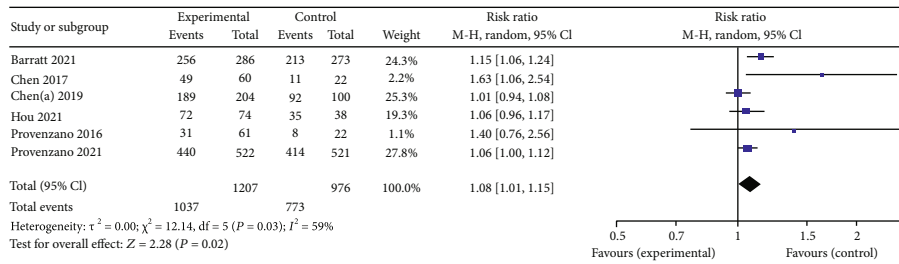 Study or subgroup Experimental Control Risk ratio Risk ratio
Events Total Events Total Weight M-H, random, 95% Cl M-H, random, 95% Cl
Barratt 2021 256 286 213 273 24.3% 1.15 [1.06, 1.24]
Chen 2017 49 60 11 22 2.2% 1.63 [1.06, 2.54]
Chen(a) 2019 189 204 92 100 25.3% 1.01 [0.94, 1.08]
Hou 2021 72 74 35 38 19.3% 1.06 [0.96, 1.17]
Provenzano 2016 31 61 8 22 1.1% 1.40 [0.76, 2.56]
Provenzano 2021 440 522 414 521 27.8% 1.06 [1.00, 1.12]
Total (95% Cl) 1207 976 100.0% 1.08 [1.01, 1.15]
Total events 1037 773
Heterogeneity: τ² = 0.00; χ² = 12.14, df = 5 (P = 0.03); I² = 59%
Test for overall effect: Z = 2.28 (P = 0.02)
0.5 0.7 1 1.5 2
Favours (experimental) Favours (control)